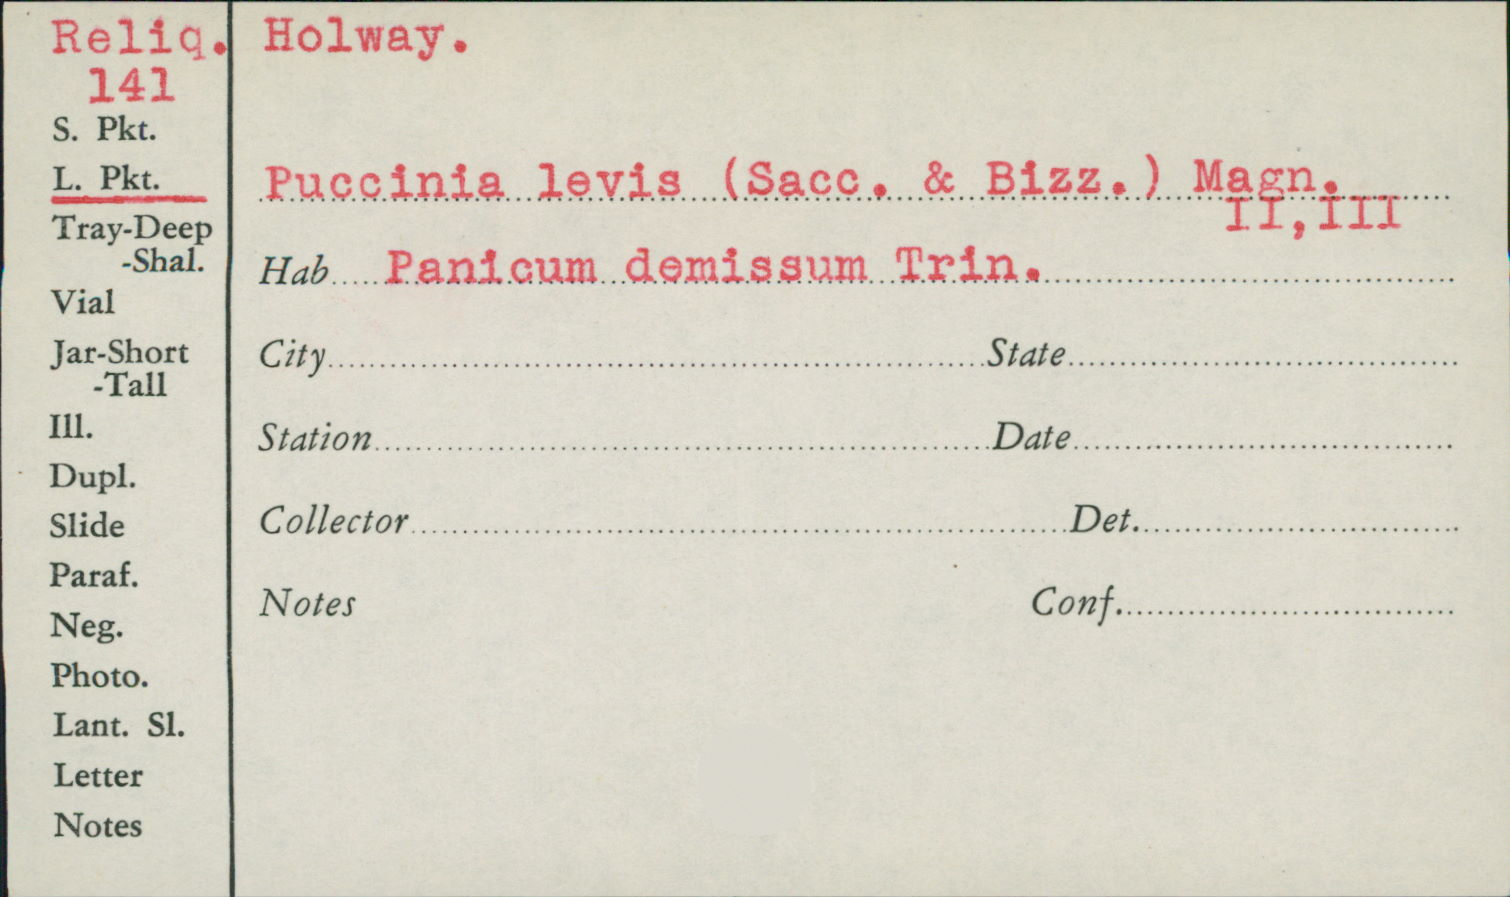 Reliq. Holway.
141
S. Pkt.
L. Pkt.
Puccinia levis (Sacc. & Bizz.) Magn.
II,III
Tray-Deep
-Shal.
Hab Panicum demissum Trin.
Vial
Jar-Short
-Tall
City State
Ill.
Station Date
Dupl.
Slide
Collector Det.
Paraf.
Neg.
Notes Conf.
Photo.
Lant. Sl.
Letter
Notes